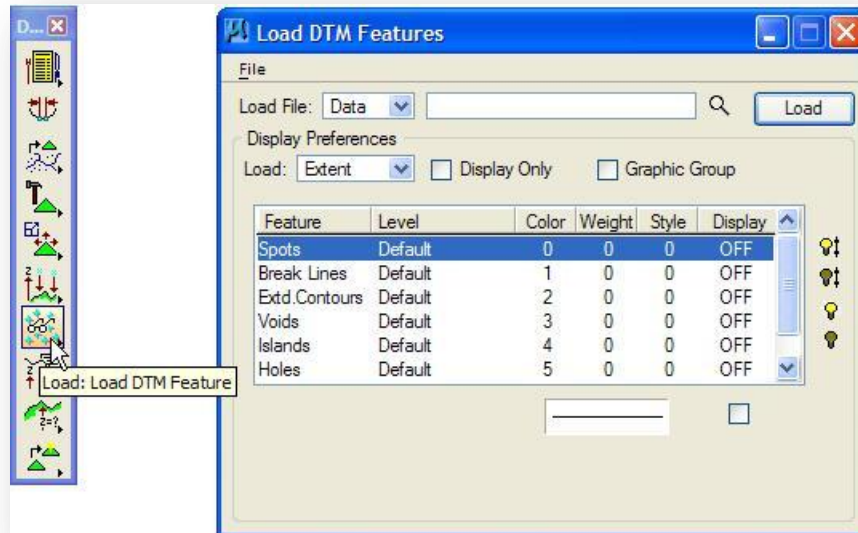 D...
Load: Load DTM Feature
Load DTM Features
File
Load File: Data Load
Display Preferences
Load: Extent Display Only Graphic Group
Feature Level Color Weight Style Display
Spots Default 0 0 0 OFF
Break Lines Default 1 0 0 OFF
Extd.Contours Default 2 0 0 OFF
Voids Default 3 0 0 OFF
Islands Default 4 0 0 OFF
Holes Default 5 0 0 OFF